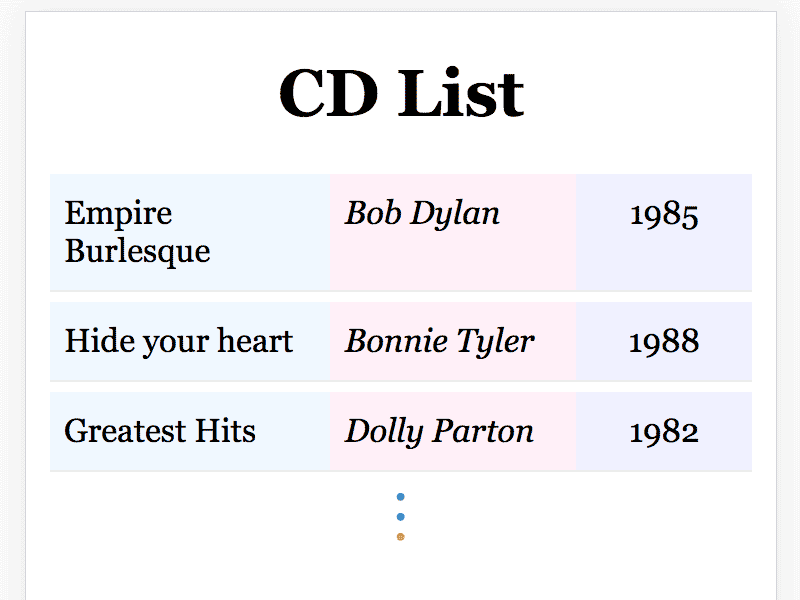 CD List
Empire Burlesque Bob Dylan 1985
Hide your heart Bonnie Tyler 1988
Greatest Hits Dolly Parton 1982